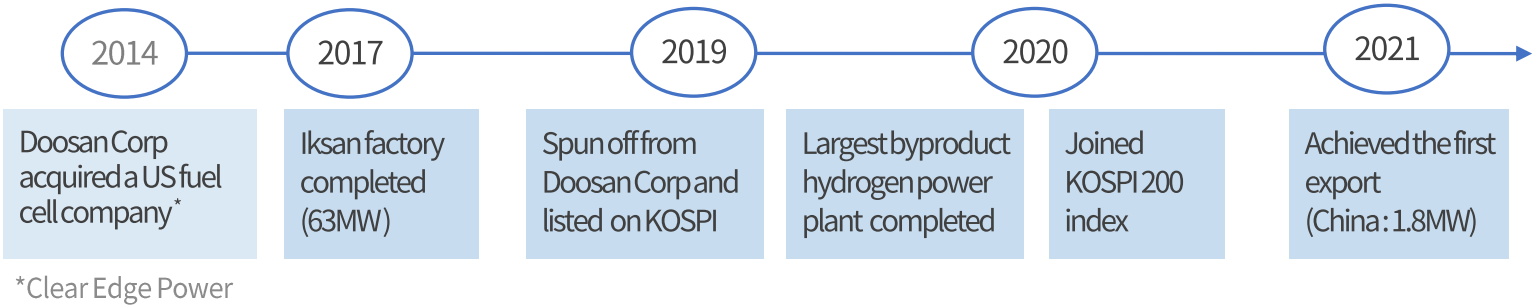 2014
2017
2019
2020
2021
Doosan Corp
acquired a US fuel
cell company*
Iksan factory
completed
(63MW)
Spun off from
Doosan Corp and
listed on KOSPI
Largest byproduct
hydrogen power
plant completed
Joined
KOSPI 200
index
Achieved the first
export
(China : 1.8MW)
*Clear Edge Power